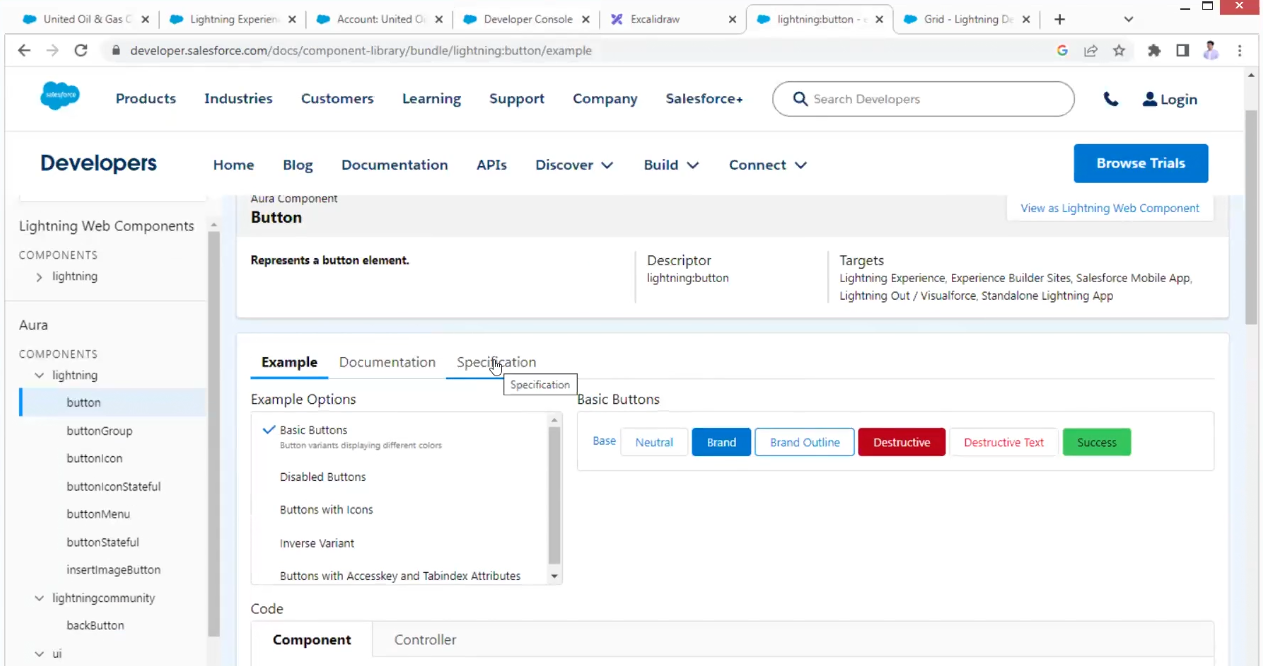 United Oil & Gas C
Lightning Experien
Account: United O
Developer Console
Excalidraw
lightning:button - c
Grid - Lightning De
developer.salesforce.com/docs/component-library/bundle/lightning:button/example
salesforce
Products
Industries
Customers
Learning
Support
Company
Salesforce+
Search Developers
Login
Developers
Home
Blog
Documentation
APIs
Discover
Build
Connect
Browse Trials
Lightning Web Components
COMPONENTS
lightning
Aura
COMPONENTS
lightning
button
buttonGroup
buttonIcon
buttonIconStateful
buttonMenu
buttonStateful
insertImageButton
lightningcommunity
backButton
ui
Aura Component
Button
View as Lightning Web Component
Represents a button element.
Descriptor
lightning:button
Targets
Lightning Experience, Experience Builder Sites, Salesforce Mobile App,
Lightning Out / Visualforce, Standalone Lightning App
Example
Documentation
Specification
Specification
Example Options
Basic Buttons
Button variants displaying different colors
Disabled Buttons
Buttons with Icons
Inverse Variant
Buttons with Accesskey and Tabindex Attributes
Basic Buttons
Base
Neutral
Brand
Brand Outline
Destructive
Destructive Text
Success
Code
Component
Controller